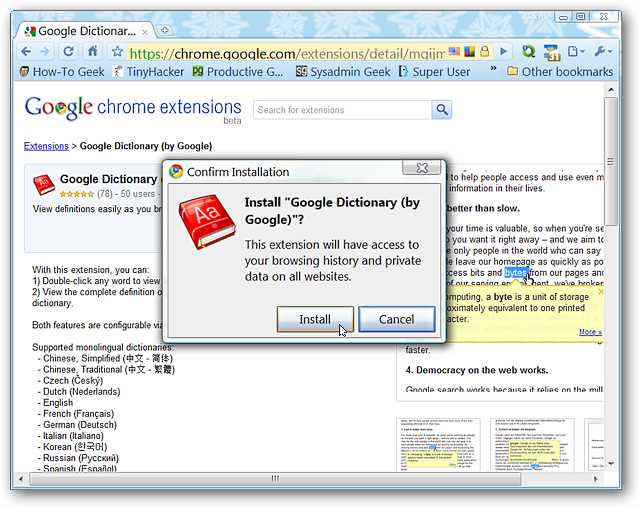 Google Dictionar...
https://chrome.google.com/extensions/detail/mgijm
How-To Geek
TinyHacker
Productive G...
Sysadmin Geek
Super User
»
Other bookmarks
Google chrome extensions
beta
Search for extensions
Extensions > Google Dictionary (by Google)
Google Dictionary
(78) - 50 users -
View definitions easily as you br
With this extension, you can:
1) Double-click any word to view
2) View the complete definition o
dictionary.
Both features are configurable via
Supported monolingual dictionaries:
- Chinese, Simplified (中文 - 简体)
- Chinese, Traditional (中文 - 繁體)
- Czech (Český)
- Dutch (Nederlands)
- English
- French (Français)
- German (Deutsch)
- Italian (Italiano)
- Korean (한국어)
- Russian (Русский)
- Spanish (Español)
Confirm Installation
Aa
Install "Google Dictionary (by
Google)"?
This extension will have access to
your browsing history and private
data on all websites.
Install
Cancel
to help people access and use even m
information in their lives.
better than slow.
your time is valuable, so when you're se
you want it right away – and we aim to
e only people in the world who can say
le leave our homepage as quickly as po
cess bits and bytes from our pages and
of our serving
we've broker
omputing, a byte is a unit of storage
oximately equivalent to one printed
acter.
More »
faster.
4. Democracy on the web works.
Google search works because it relies on the mill